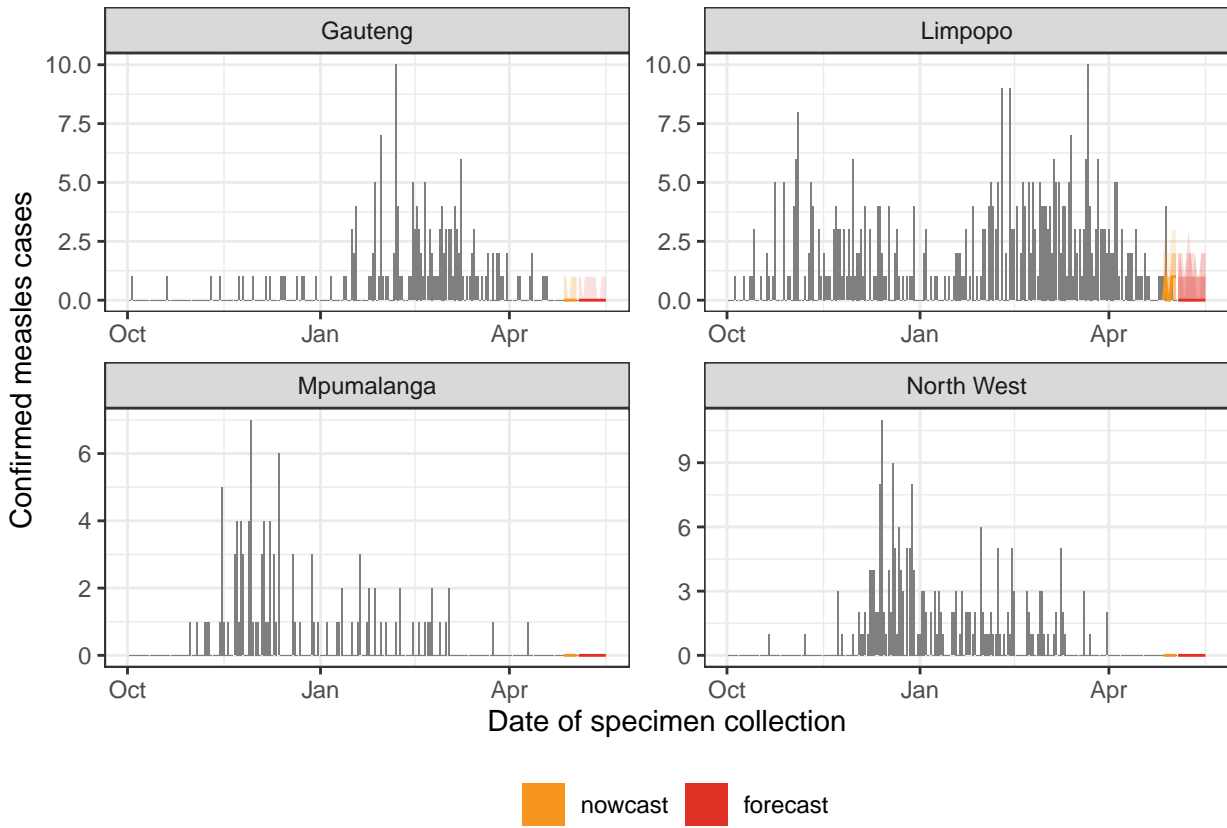 Gauteng
Limpopo
10.0
7.5
5.0
2.5
0.0
10.0
7.5
5.0
2.5
0.0
Oct
Jan
Apr
Oct
Jan
Apr
Mpumalanga
North West
6
4
2
0
9
6
3
0
Oct
Jan
Apr
Oct
Jan
Apr
Confirmed measles cases
Date of specimen collection
nowcast
forecast